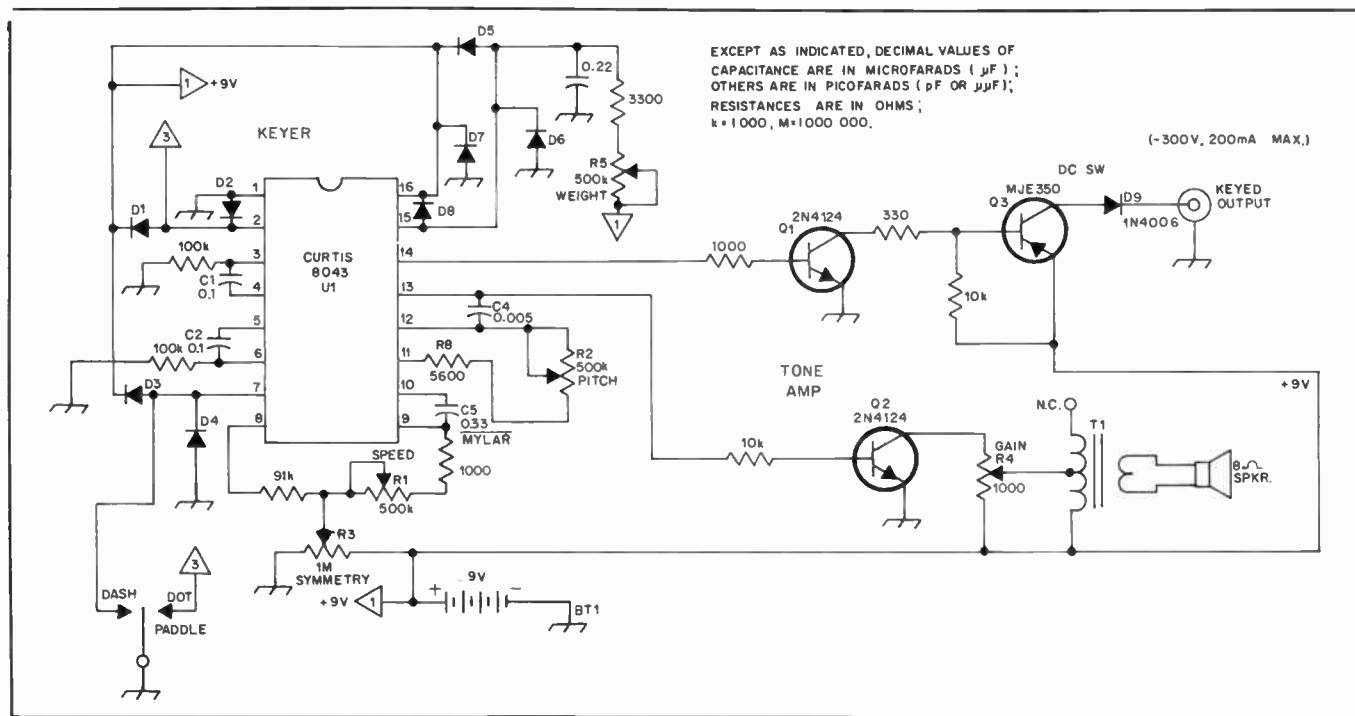 EXCEPT AS INDICATED, DECIMAL VALUES OF
CAPACITANCE ARE IN MICROFARADS ( µF ) ;
OTHERS ARE IN PICOFARADS ( pF OR µµF);
RESISTANCES ARE IN OHMS ;
k=1000, M=1000 000.
D5
1
+9V
3
KEYER
0.22
3300
D7
D6
R5
500k
WEIGHT
1
D2
D1
D8
1
2
3
4
5
6
7
8
16
15
14
13
12
11
10
9
CURTIS
8043
U1
100k
C1
0.1
C2
0.1
100k
D3
D4
(-300V, 200mA MAX.)
DC SW
MJE350
Q3
D9
1N4006
KEYED
OUTPUT
2N4124
Q1
330
1000
10k
C4
0.005
R8
5600
R2
500k
PITCH
C5
0.33
MYLAR
1000
TONE
AMP
+9V
Q2
2N4124
10k
N.C.
T1
GAIN
R4
1000
8Ω
SPKR.
SPEED
91k
R1
500k
R3
1M
SYMMETRY
+9V
1
+
9V
-
BT1
3
DASH
DOT
PADDLE